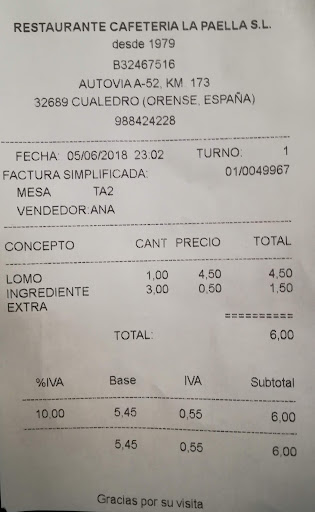 RESTAURANTE CAFETERIA LA PAELLA S.L.
desde 1979
B32467516
AUTOVIA A-52, KM. 173
32689 CUALEDRO (ORENSE, ESPAÑA)
988424228
FECHA: 05/06/2018 23:02 TURNO: 1
FACTURA SIMPLIFICADA: 01/0049967
MESA TA2
VENDEDOR:ANA
CONCEPTO CANT PRECIO TOTAL
LOMO 1,00 4,50 4,50
INGREDIENTE 3,00 0,50 1,50
EXTRA
==========
TOTAL: 6,00
%IVA Base IVA Subtotal
10,00 5,45 0,55 6,00
5,45 0,55 6,00
Gracias por su visita